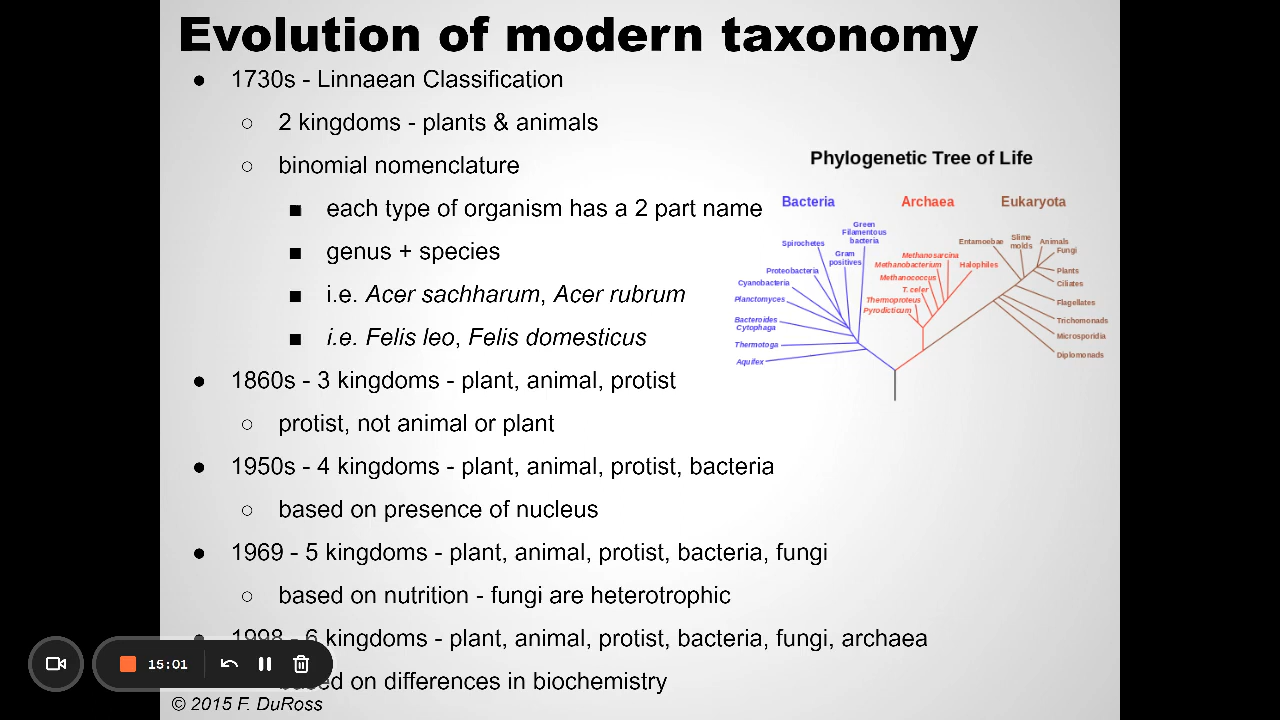 Evolution of modern taxonomy
● 1730s - Linnaean Classification
○ 2 kingdoms - plants & animals
○ binomial nomenclature
■ each type of organism has a 2 part name
■ genus + species
■ i.e. Acer sachharum, Acer rubrum
■ i.e. Felis leo, Felis domesticus
● 1860s - 3 kingdoms - plant, animal, protist
○ protist, not animal or plant
● 1950s - 4 kingdoms - plant, animal, protist, bacteria
○ based on presence of nucleus
● 1969 - 5 kingdoms - plant, animal, protist, bacteria, fungi
○ based on nutrition - fungi are heterotrophic
● 1998 - 6 kingdoms - plant, animal, protist, bacteria, fungi, archaea
based on differences in biochemistry
© 2015 F. DuRoss
15:01
Phylogenetic Tree of Life
Bacteria
Archaea
Eukaryota
Green
Filamentous
bacteria
Spirochetes
Gram
positives
Proteobacteria
Cyanobacteria
Planctomyces
Bacteroides
Cytophaga
Thermotoga
Aquifex
Methanosarcina
Methanobacterium
Halophiles
Methanococcus
T. celer
Thermoproteus
Pyrodicticum
Entamoebae
Slime
molds
Animals
Fungi
Plants
Ciliates
Flagellates
Trichomonads
Microsporidia
Diplomonads